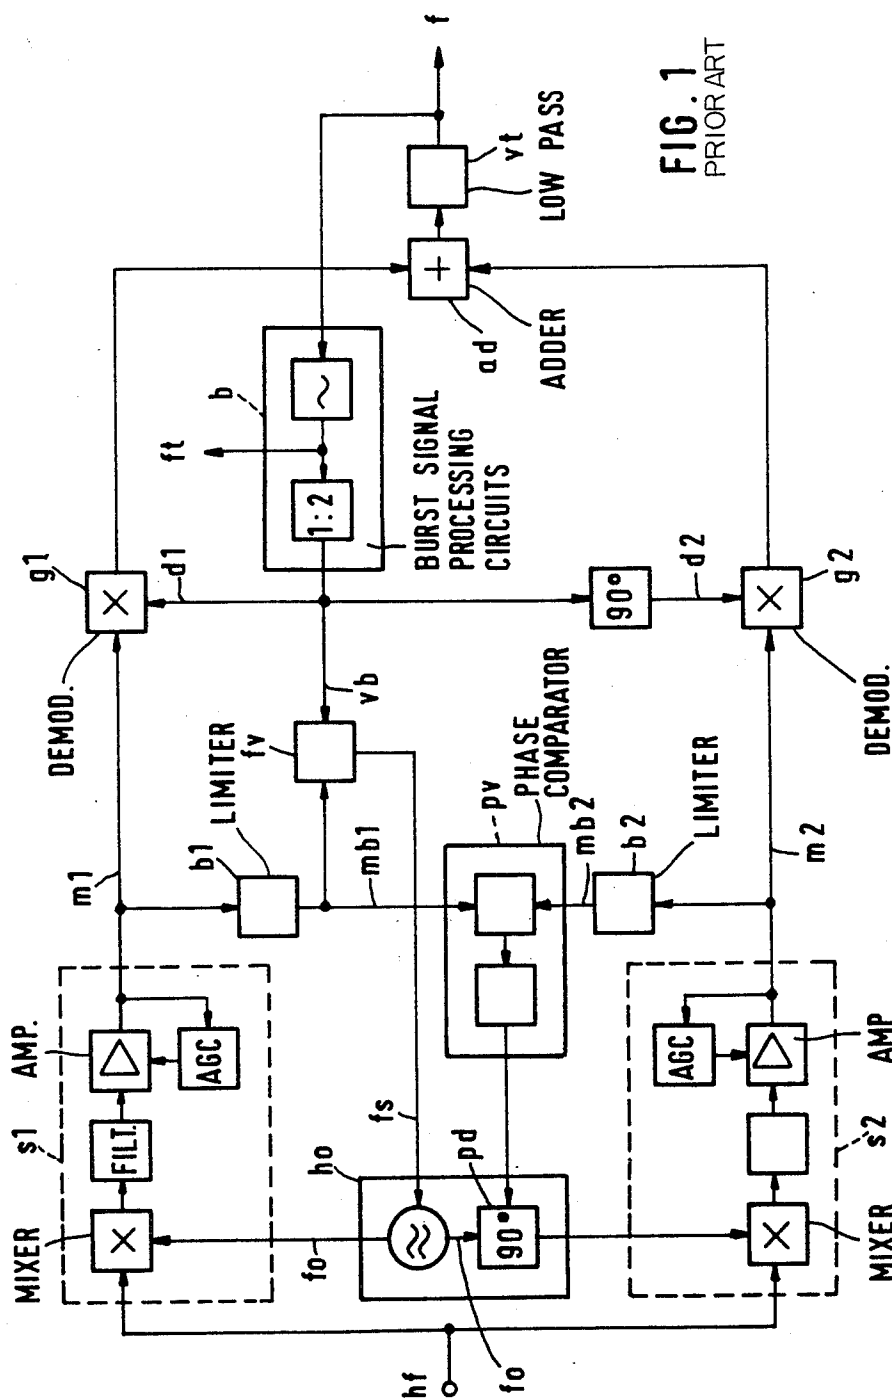 hf
MIXER
s1
FILT.
AMP.
AGC
m1
DEMOD.
g1
d1
ft
b
1:2
~
BURST SIGNAL
PROCESSING
CIRCUITS
b1
LIMITER
fv
vb
mb1
ho
fo
fs
pd
90°
fo
pv
PHASE
COMPARATOR
mb2
b2
LIMITER
90°
d2
ad
ADDER
+
vt
LOW PASS
f
MIXER
s2
AGC
AMP
m2
DEMOD.
g2
FIG. 1
PRIOR ART